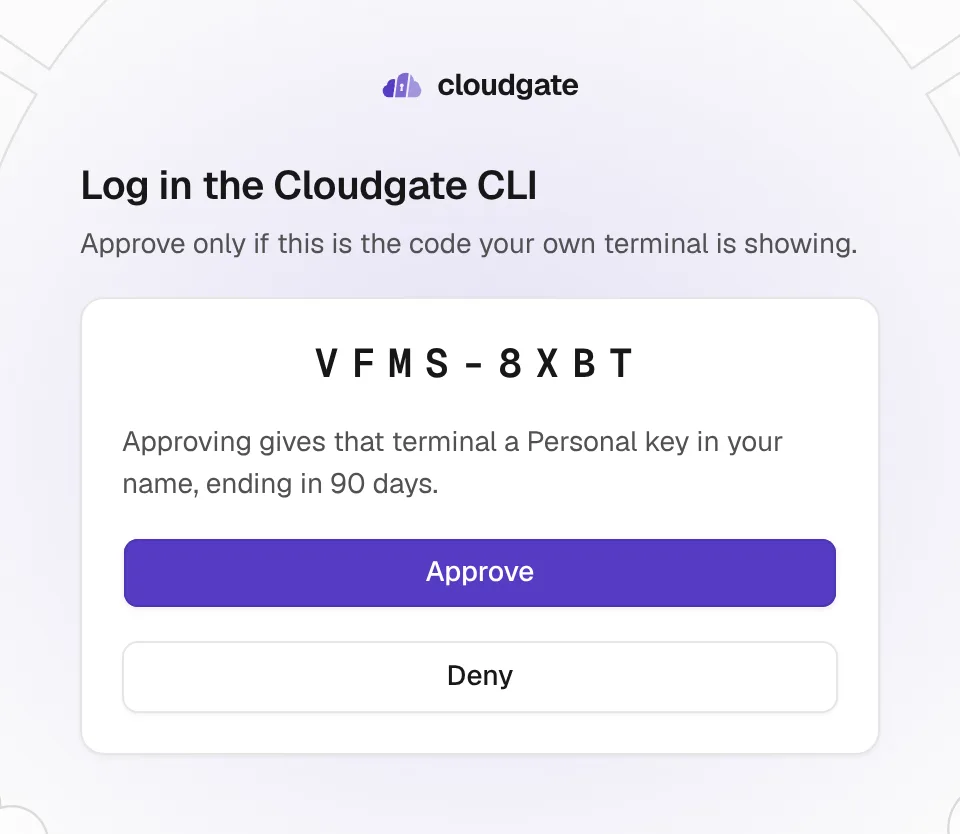 cloudgate
Log in the Cloudgate CLI
Approve only if this is the code your own terminal is showing.
VFMS-8XBT
Approving gives that terminal a Personal key in your
name, ending in 90 days.
Approve
Deny